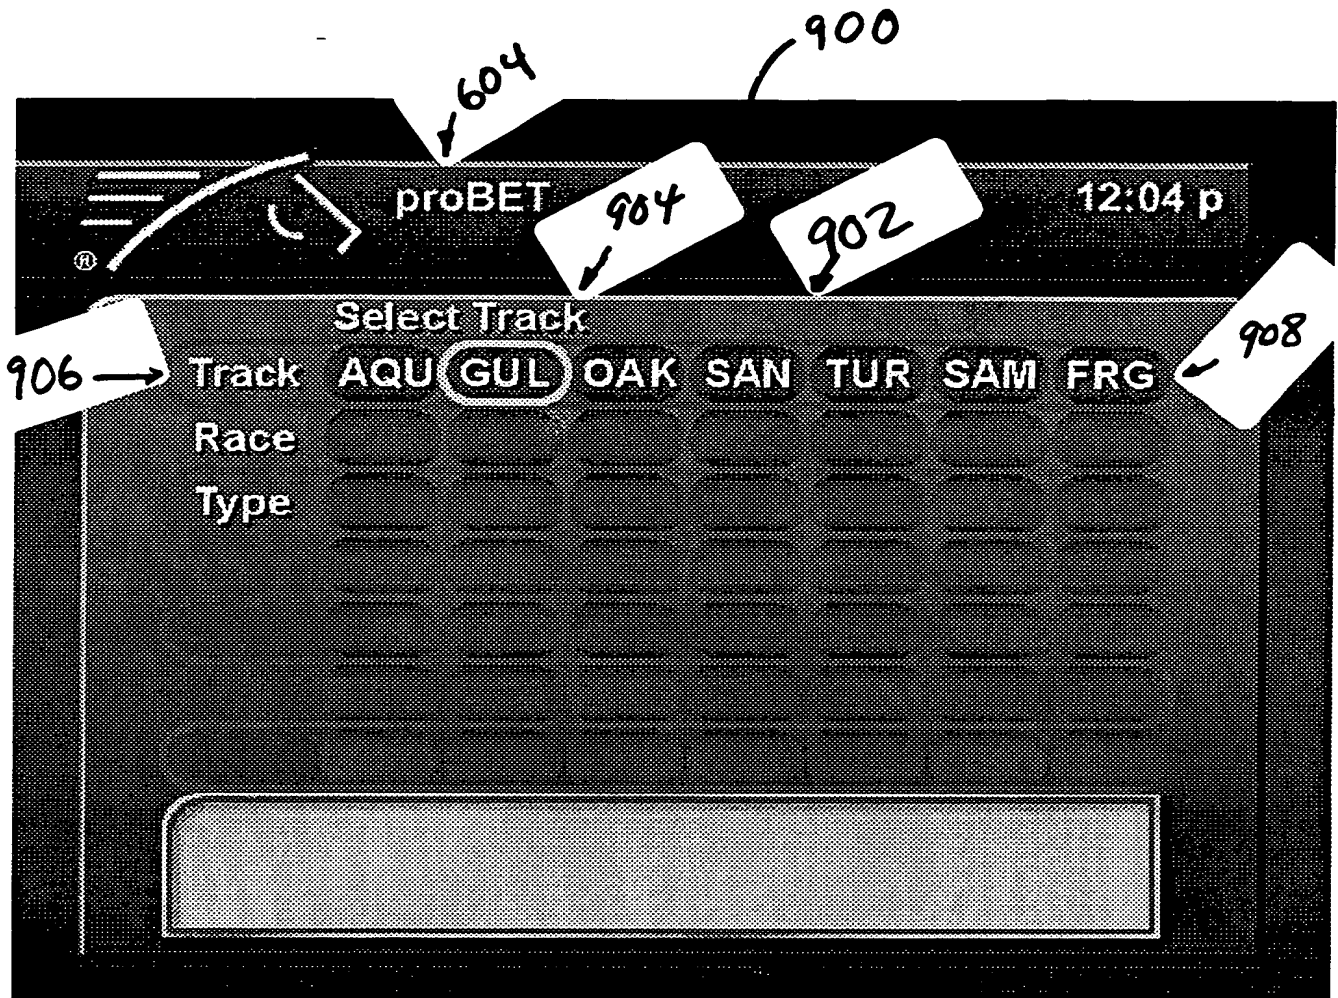 900
604
proBET
904
902
12:04 p
®
Select Track
908
906
Track AQU GUL OAK SAN TUR SAM FRG
Race
Type